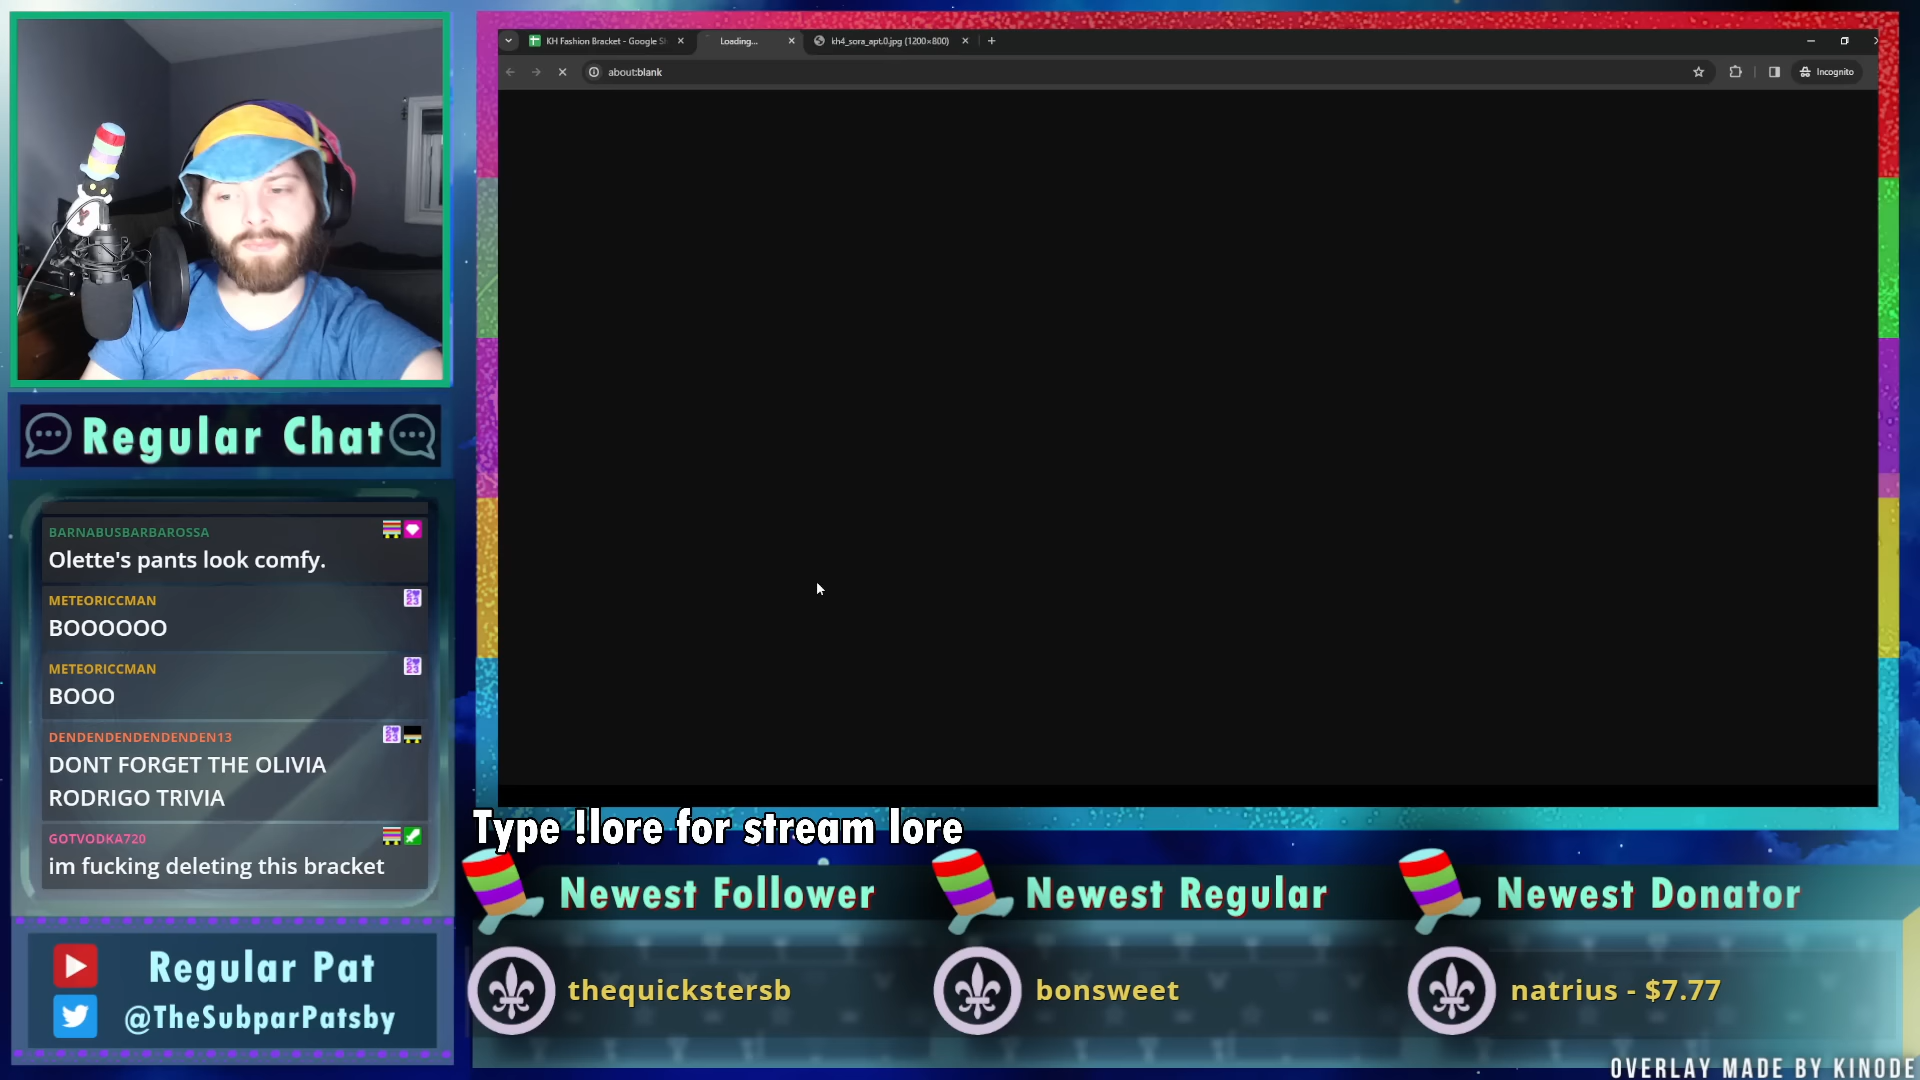 KH Fashion Bracket - Google Sh
Loading...
kh4_sora_apt.0.jpg (1200×800)
about:blank
Incognito
Regular Chat
BARNABUSBARBAROSSA
Olette's pants look comfy.
METEORICCMAN
BOOOOOO
METEORICCMAN
BOOO
DENDENDENDENDEN13
DONT FORGET THE OLIVIA
RODRIGO TRIVIA
GOTVODKA720
im fucking deleting this bracket
Regular Pat
@TheSubparPatsby
Type !lore for stream lore
Newest Follower
Newest Regular
Newest Donator
thequickstersb
bonsweet
natrius - $7.77
OVERLAY MADE BY KINODE